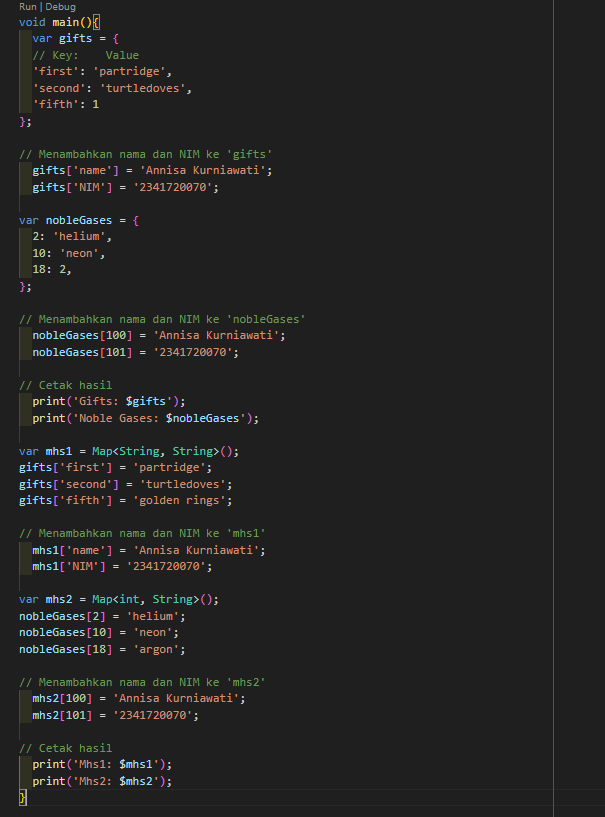 Run | Debug
void main(){
  var gifts = {
  // Key:    Value
  'first': 'partridge',
  'second': 'turtledoves',
  'fifth': 1
};

// Menambahkan nama dan NIM ke 'gifts'
  gifts['name'] = 'Annisa Kurniawati';
  gifts['NIM'] = '2341720070';

var nobleGases = {
  2: 'helium',
  10: 'neon',
  18: 2,
};

// Menambahkan nama dan NIM ke 'nobleGases'
  nobleGases[100] = 'Annisa Kurniawati';
  nobleGases[101] = '2341720070';

// Cetak hasil
  print('Gifts: $gifts');
  print('Noble Gases: $nobleGases');

var mhs1 = Map<String, String>();
gifts['first'] = 'partridge';
gifts['second'] = 'turtledoves';
gifts['fifth'] = 'golden rings';

// Menambahkan nama dan NIM ke 'mhs1'
  mhs1['name'] = 'Annisa Kurniawati';
  mhs1['NIM'] = '2341720070';

var mhs2 = Map<int, String>();
nobleGases[2] = 'helium';
nobleGases[10] = 'neon';
nobleGases[18] = 'argon';

// Menambahkan nama dan NIM ke 'mhs2'
  mhs2[100] = 'Annisa Kurniawati';
  mhs2[101] = '2341720070';

// Cetak hasil
  print('Mhs1: $mhs1');
  print('Mhs2: $mhs2');
}